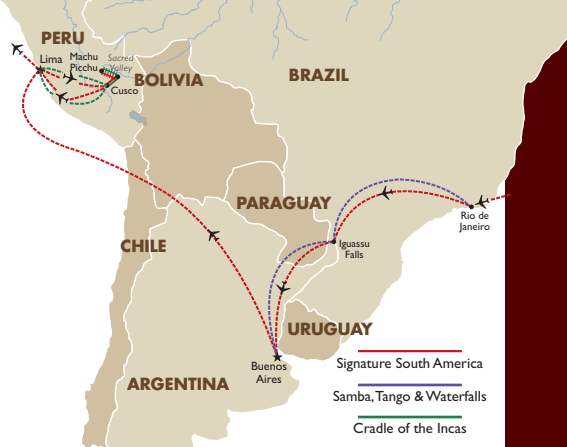 PERU
Lima
Machu
Picchu
Sacred
Valley
Cusco
BOLIVIA
BRAZIL
PARAGUAY
Rio de
Janeiro
Iguassu
Falls
CHILE
URUGUAY
Buenos
Aires
ARGENTINA
Signature South America
Samba, Tango & Waterfalls
Cradle of the Incas